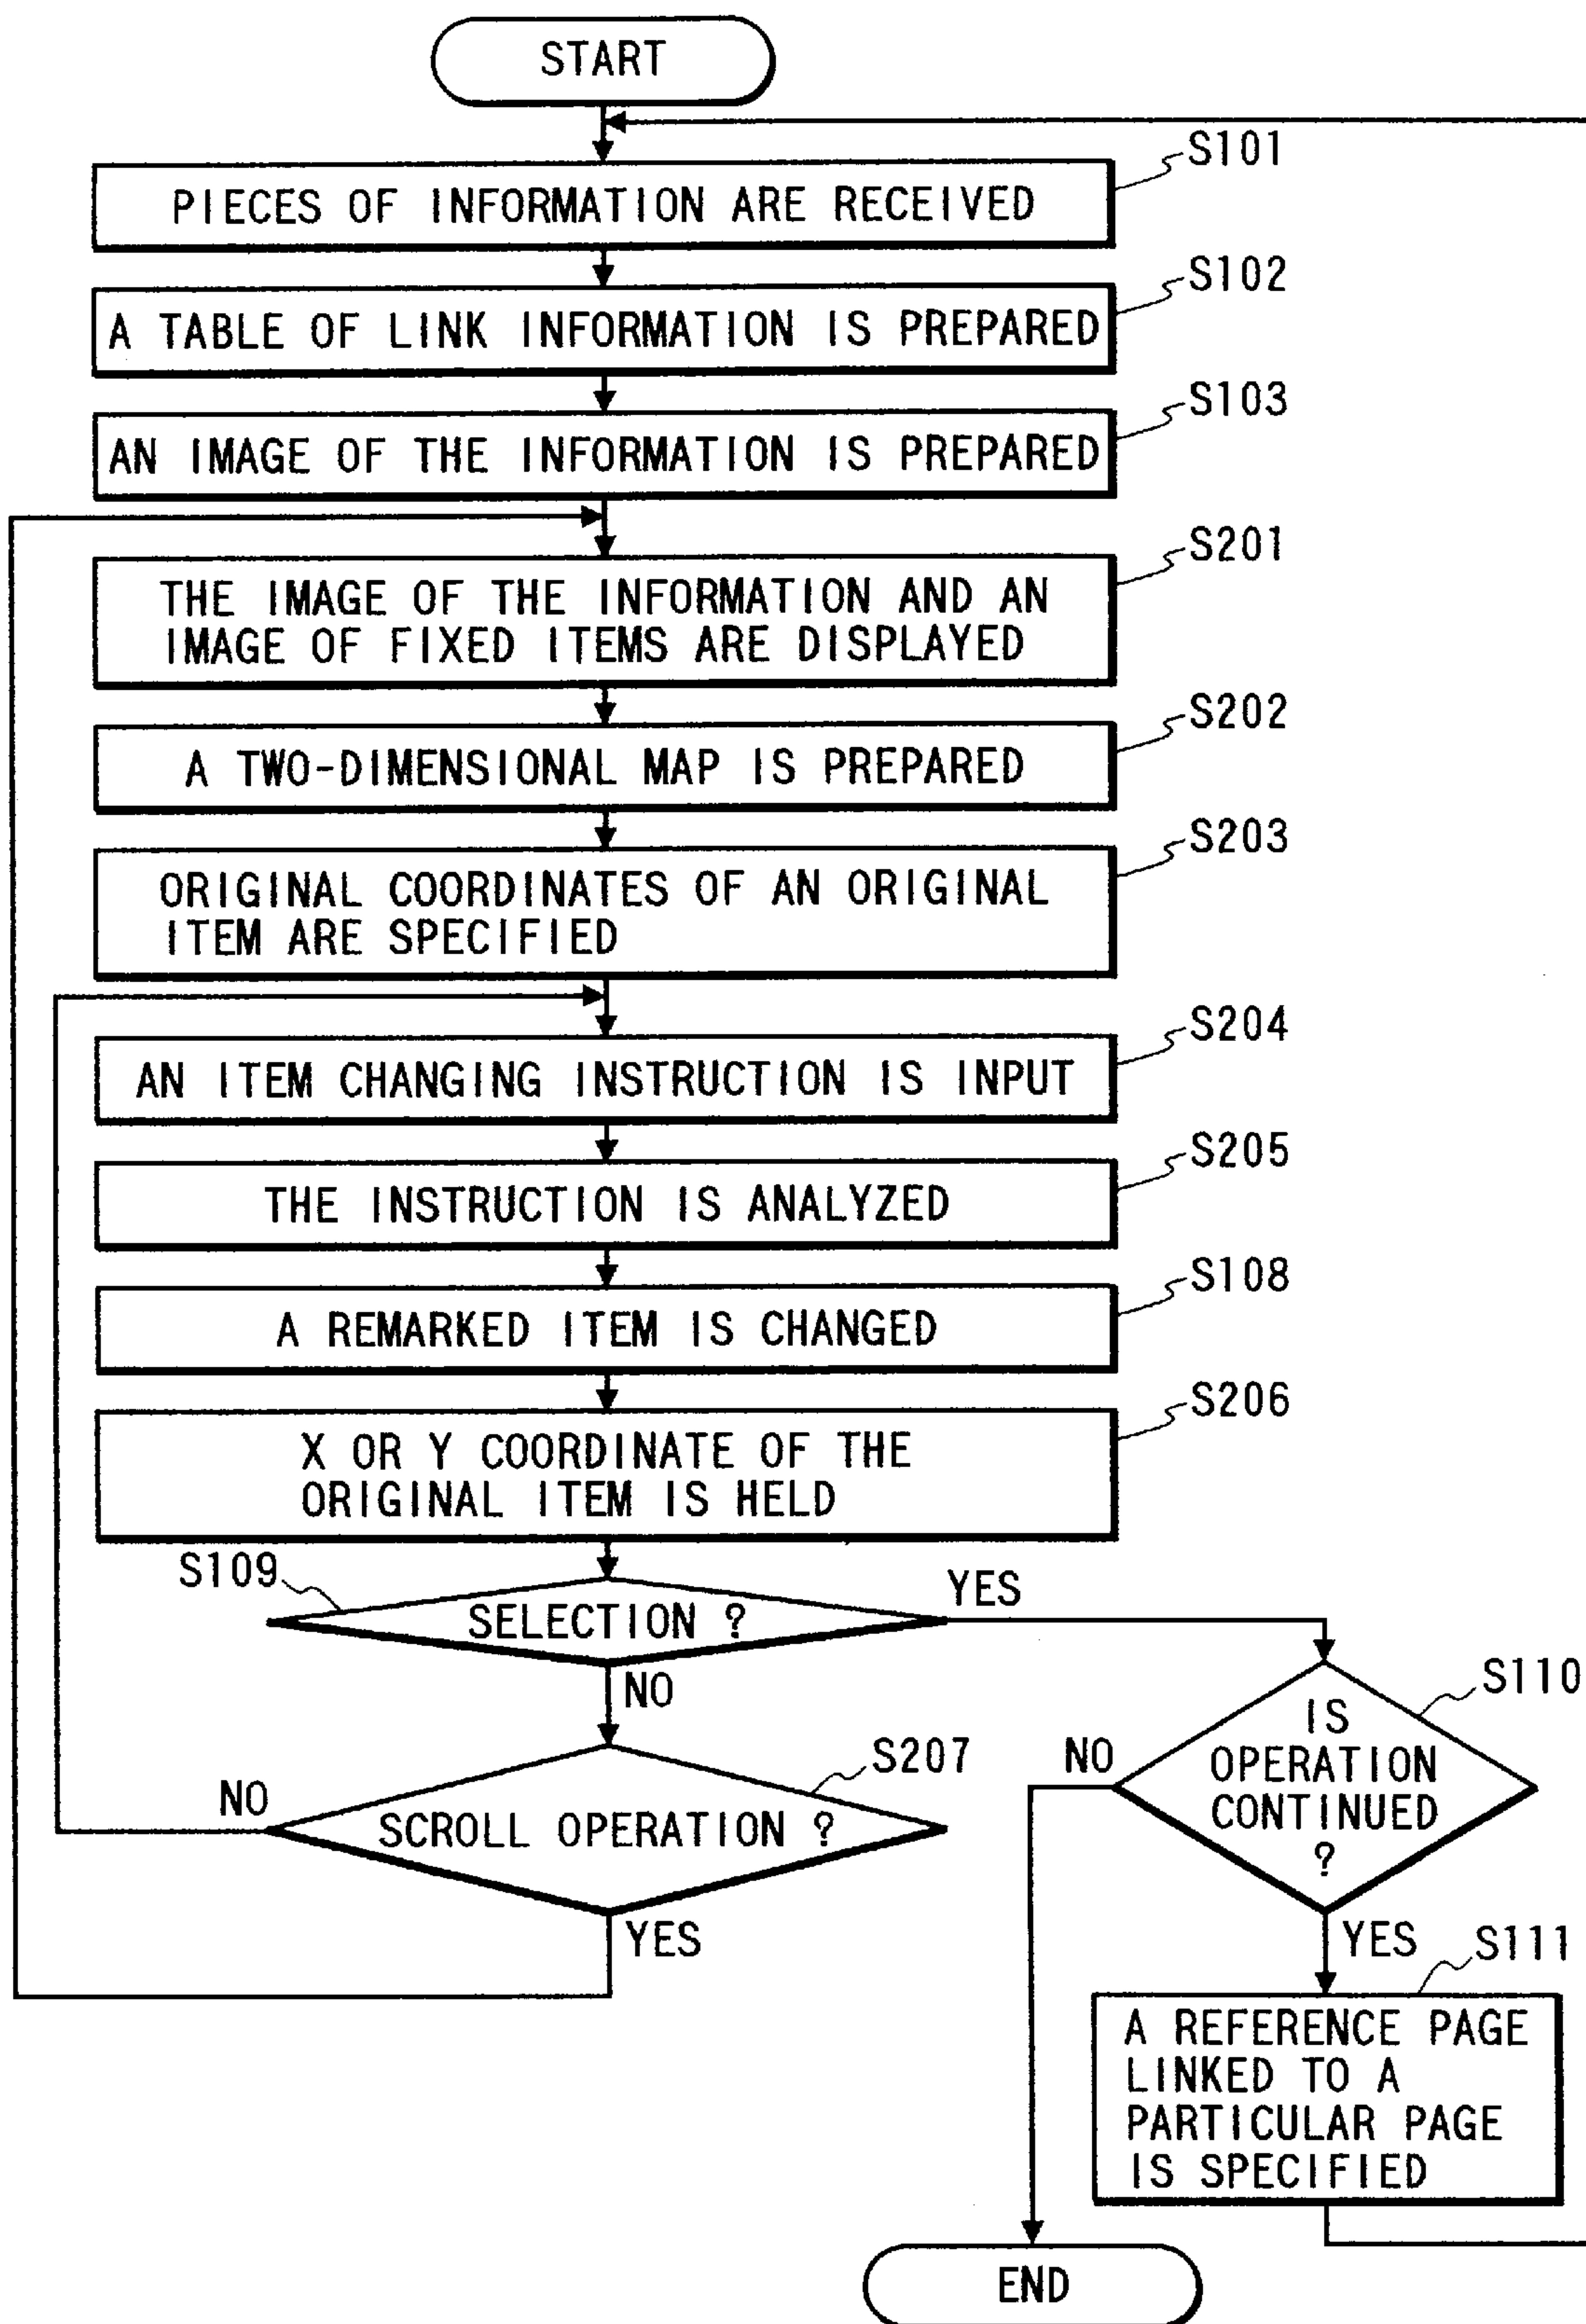 START
S101
PIECES OF INFORMATION ARE RECEIVED
S102
A TABLE OF LINK INFORMATION IS PREPARED
S103
AN IMAGE OF THE INFORMATION IS PREPARED
S201
THE IMAGE OF THE INFORMATION AND AN
IMAGE OF FIXED ITEMS ARE DISPLAYED
S202
A TWO-DIMENSIONAL MAP IS PREPARED
S203
ORIGINAL COORDINATES OF AN ORIGINAL
ITEM ARE SPECIFIED
S204
AN ITEM CHANGING INSTRUCTION IS INPUT
S205
THE INSTRUCTION IS ANALYZED
S108
A REMARKED ITEM IS CHANGED
S206
X OR Y COORDINATE OF THE
ORIGINAL ITEM IS HELD
S109
SELECTION ?
YES
NO
S110
IS
OPERATION
CONTINUED
?
NO
YES
S207
SCROLL OPERATION ?
NO
YES
S111
A REFERENCE PAGE
LINKED TO A
PARTICULAR PAGE
IS SPECIFIED
END